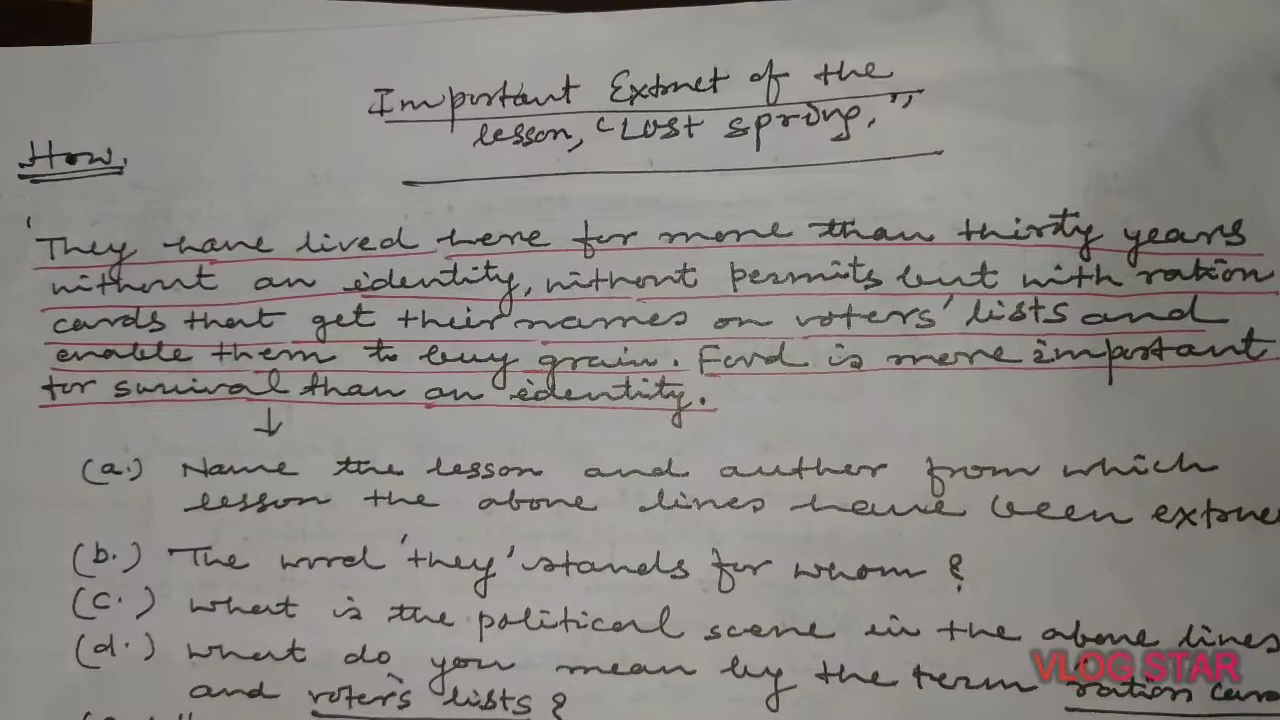 Important Extract of the
lesson, "Lost spring."
How.
'They have lived here for more than thirty years
without an identity, without permits but with ration
cards that get their names on voters' lists and
enable them to buy grain. Food is more important
for survival than an identity.
(a.) Name the lesson and auther from which
lesson the above lines have been extrac
(b.) The word 'they' stands for whom ?
(c.) what is the political scene in the above lines
(d.) what do you mean by the term ration car
and voter's lists ?
VLOG STAR